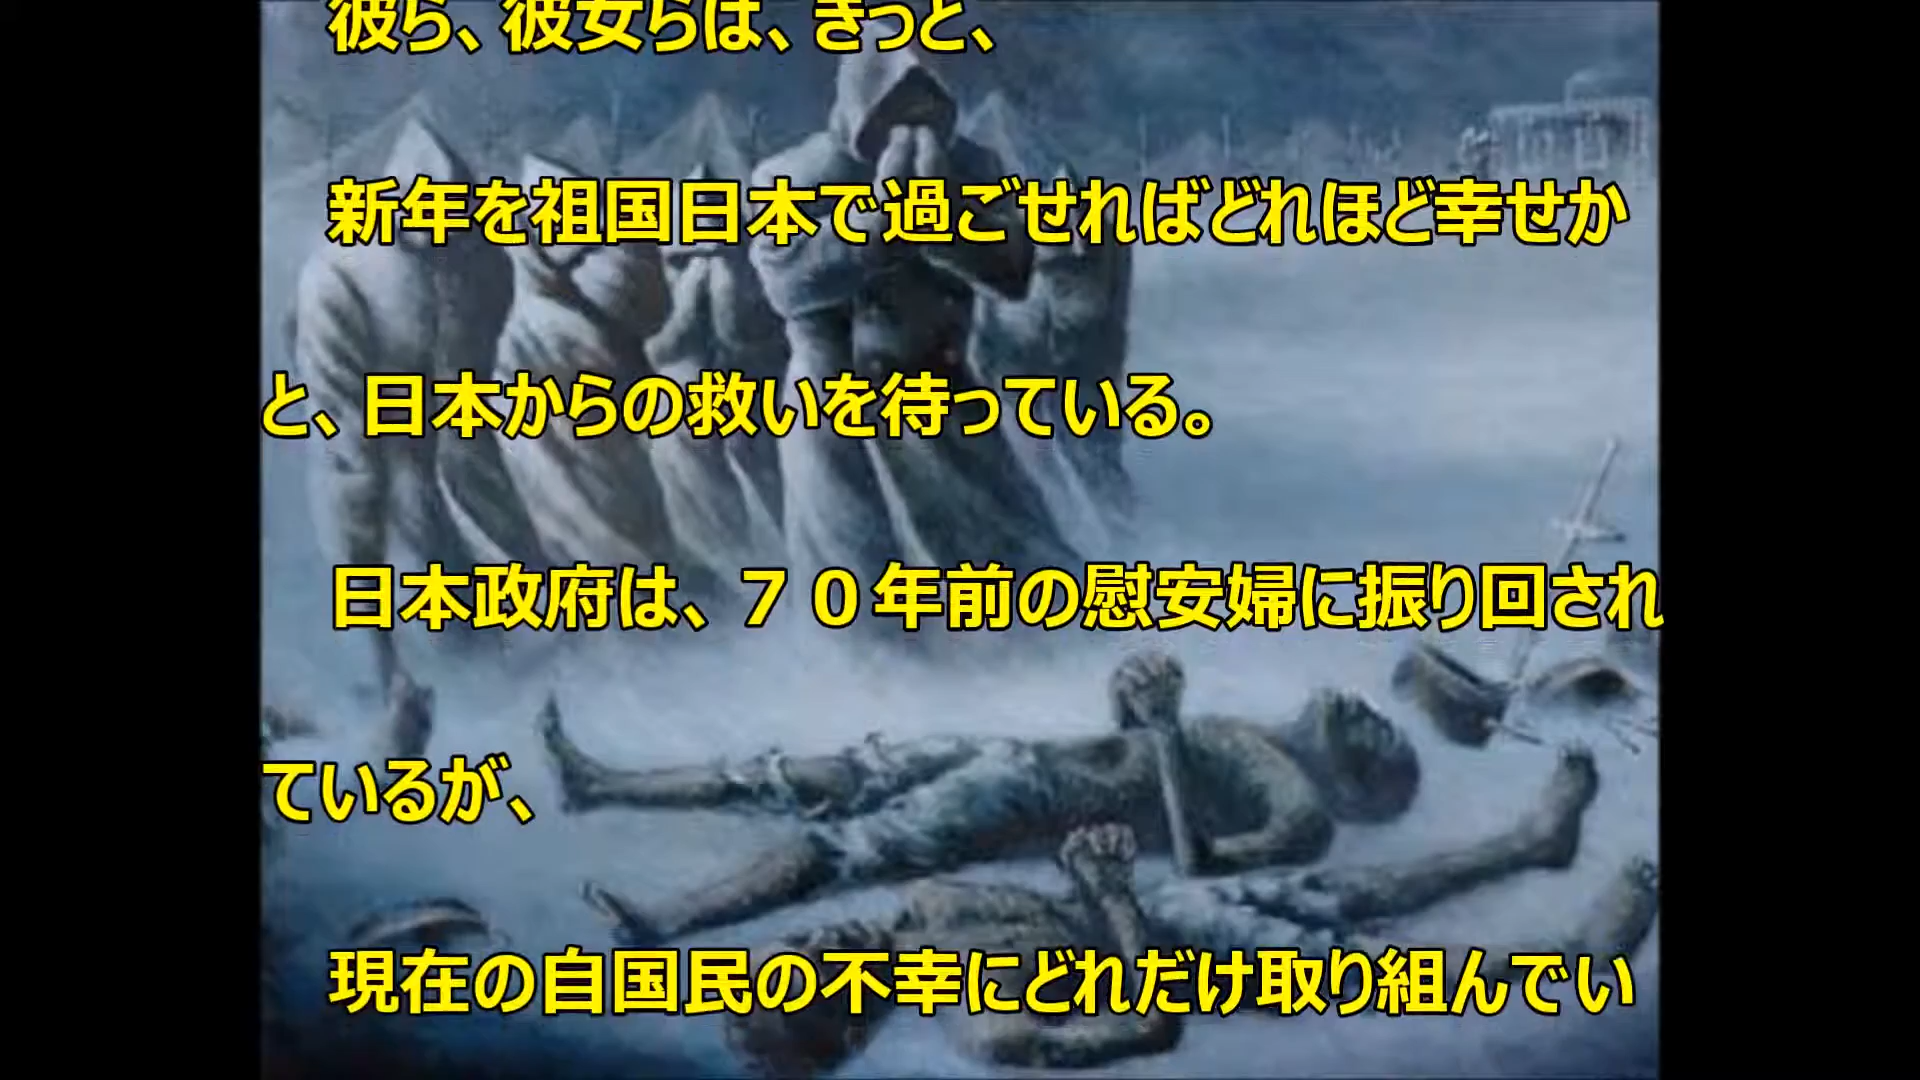 彼ら、彼女らは、きっと、
新年を祖国日本で過ごせればどれほど幸せか
と、日本からの救いを待っている。
日本政府は、７０年前の慰安婦に振り回され
ているが、
現在の自国民の不幸にどれだけ取り組んでい